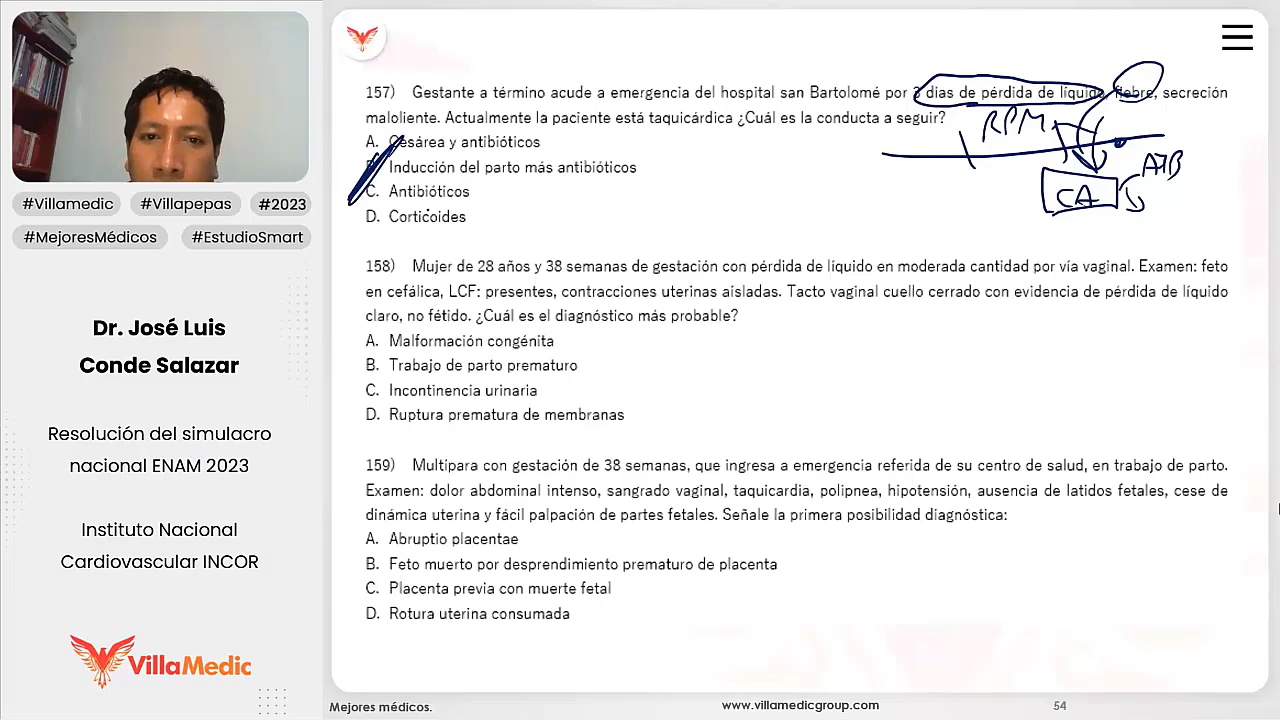 157) Gestante a término acude a emergencia del hospital san Bartolomé por 2 días de pérdida de líquido, fiebre, secreción
maloliente. Actualmente la paciente está taquicárdica ¿Cuál es la conducta a seguir?
RPM
A. Cesárea y antibióticos
B. Inducción del parto más antibióticos
ATB
C. Antibióticos
CA
D. Corticoides
#Villamedic #Villapepas #2023
#MejoresMédicos #EstudioSmart
158) Mujer de 28 años y 38 semanas de gestación con pérdida de líquido en moderada cantidad por vía vaginal. Examen: feto
en cefálica, LCF: presentes, contracciones uterinas aisladas. Tacto vaginal cuello cerrado con evidencia de pérdida de líquido
claro, no fétido. ¿Cuál es el diagnóstico más probable?
A. Malformación congénita
B. Trabajo de parto prematuro
C. Incontinencia urinaria
D. Ruptura prematura de membranas
Dr. José Luis
Conde Salazar
Resolución del simulacro
nacional ENAM 2023
Instituto Nacional
Cardiovascular INCOR
159) Multípara con gestación de 38 semanas, que ingresa a emergencia referida de su centro de salud, en trabajo de parto.
Examen: dolor abdominal intenso, sangrado vaginal, taquicardia, polipnea, hipotensión, ausencia de latidos fetales, cese de
dinámica uterina y fácil palpación de partes fetales. Señale la primera posibilidad diagnóstica:
A. Abruptio placentae
B. Feto muerto por desprendimiento prematuro de placenta
C. Placenta previa con muerte fetal
D. Rotura uterina consumada
VillaMedic
Mejores médicos.
www.villamedicgroup.com
54